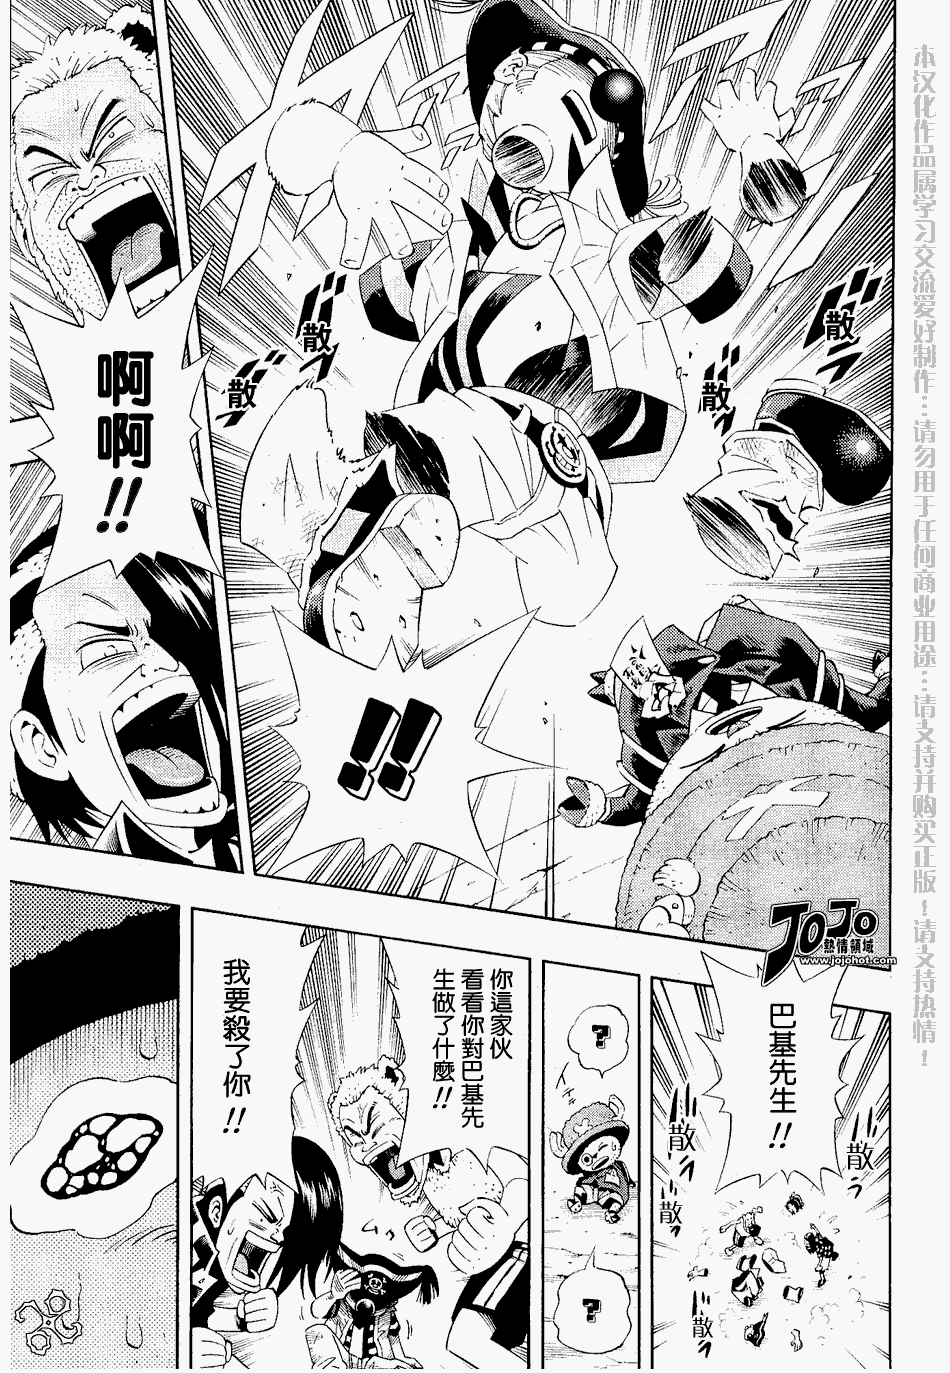 散
散
散
散
!!
啊啊!!
JOJO
熱情領域
www.jojohot.com
巴基先生!!
散
散
散
散
?
?
你這家伙
看看你對巴基先
生做了什麼!!
我要殺了你!!
本汉化作品属学习交流爱好制作…请勿用于任何商业用途…请支持并购买正版！请支持热情！